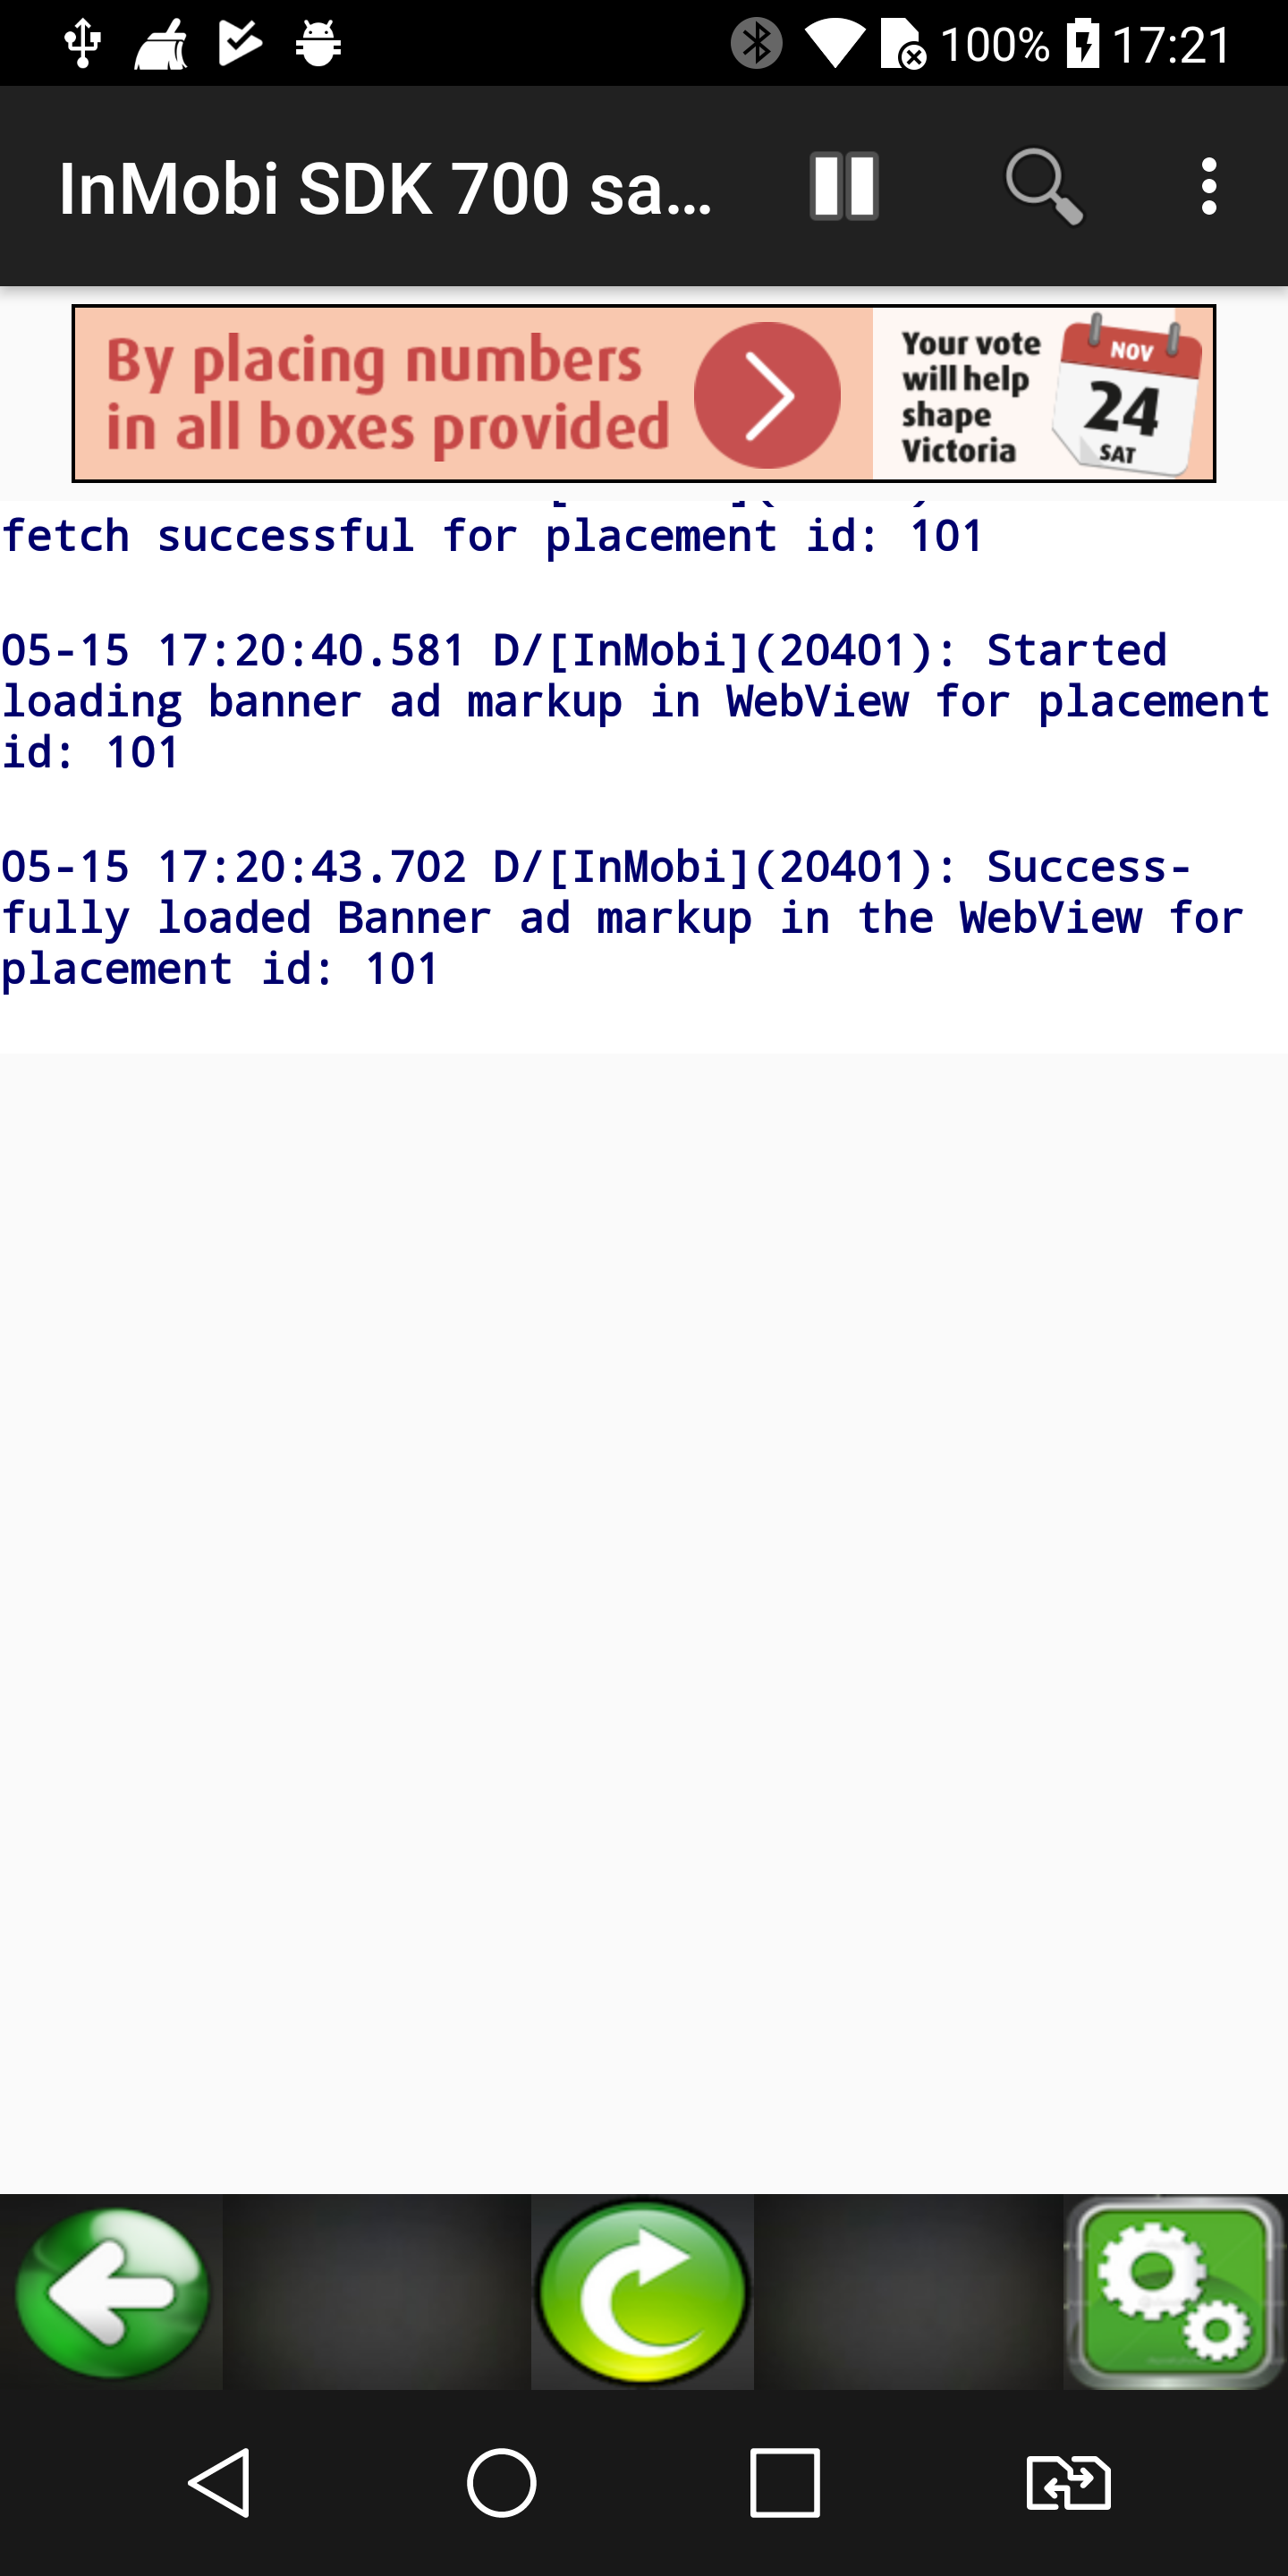 100% 17:21
InMobi SDK 700 sa...
By placing numbers
in all boxes provided
Your vote
will help
shape
Victoria
NOV
24
SAT
fetch successful for placement id: 101
05-15 17:20:40.581 D/[InMobi](20401): Started
loading banner ad markup in WebView for placement
id: 101
05-15 17:20:43.702 D/[InMobi](20401): Success-
fully loaded Banner ad markup in the WebView for
placement id: 101